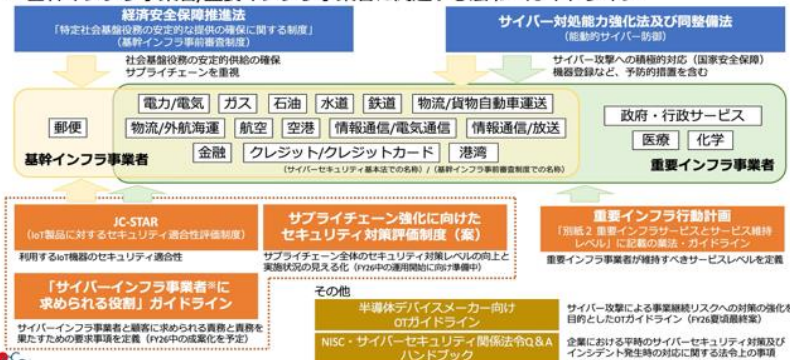 経済安全保障推進法
「特定社会基盤役務の安定的な提供の確保に関する制度」
(基幹インフラ事前審査制度)
サイバー対処能力強化法及び同整備法
(能動的サイバー防御)
社会基盤役務の安定的供給の確保
サプライチェーンを重視
サイバー攻撃への積極的対応(国家安全保障)
機器登録など、予防的措置を含む
電力/電気 ガス 石油 水道 鉄道 物流/貨物自動車運送
郵便 物流/外航海運 航空 空港 情報通信/電気通信 情報通信/放送
金融 クレジット/クレジットカード 港湾
(サイバーセキュリティ基本法での名称)/(基幹インフラ事前審査制度での名称)
基幹インフラ事業者
政府・行政サービス
医療 化学
重要インフラ事業者
JC-STAR
(IoT製品に対するセキュリティ適合性評価制度)
利用するIoT機器のセキュリティ適合性
サプライチェーン強化に向けた
セキュリティ対策評価制度(案)
サプライチェーン全体のセキュリティ対策レベルの向上と
実施状況の見える化(FY26中の運用開始に向け準備中)
重要インフラ行動計画
「別紙2 重要インフラサービスとサービス維持
レベル」に記載の業法・ガイドライン
重要インフラ事業者が維持すべきサービスレベルを定義
「サイバーインフラ事業者※に
求められる役割」ガイドライン
サイバーインフラ事業者と顧客に求められる責務と責務を
果たすための要求事項を定義(FY26中の成案化を予定)
その他
半導体デバイスメーカー向け
OTガイドライン
サイバー攻撃による事業継続リスクへの対策の強化を
目的としたOTガイドライン(FY26夏頃最終案)
NISC・サイバーセキュリティ関係法令Q&A
ハンドブック
企業における平時のサイバーセキュリティ対策及び
インシデント発生時の対応に関する法令上の事項